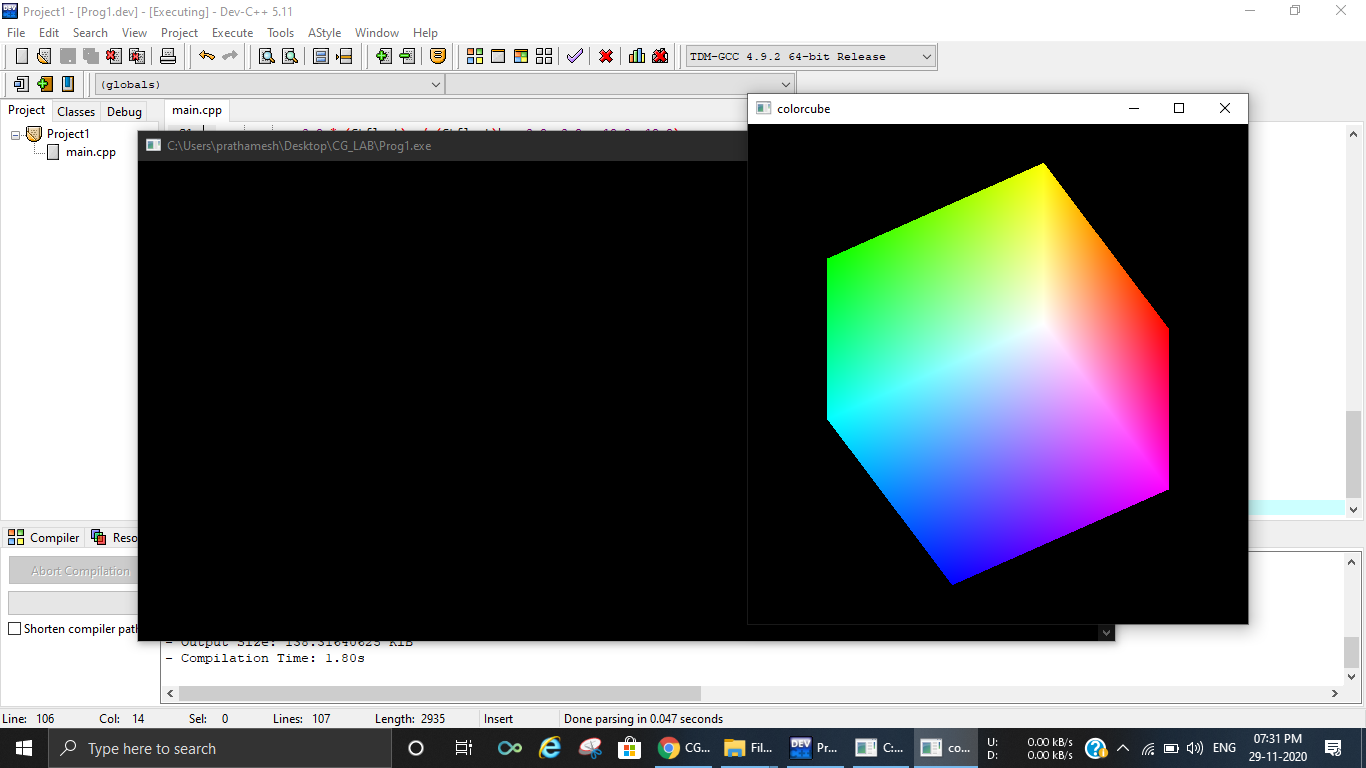 Project1 - [Prog1.dev] - [Executing] - Dev-C++ 5.11
File Edit Search View Project Execute Tools AStyle Window Help
TDM-GCC 4.9.2 64-bit Release
(globals)
Project Classes Debug
main.cpp
Project1
main.cpp
C:\Users\prathamesh\Desktop\CG_LAB\Prog1.exe
colorcube
Compiler Reso
Abort Compilation
Shorten compiler pat
- Output Size: 138.31640625 KiB
- Compilation Time: 1.80s
Line: 106 Col: 14 Sel: 0 Lines: 107 Length: 2935 Insert Done parsing in 0.047 seconds
Type here to search
CG...
Fil...
DEV Pr...
C:...
co...
U: 0.00 kB/s
D: 0.00 kB/s
ENG
07:31 PM
29-11-2020